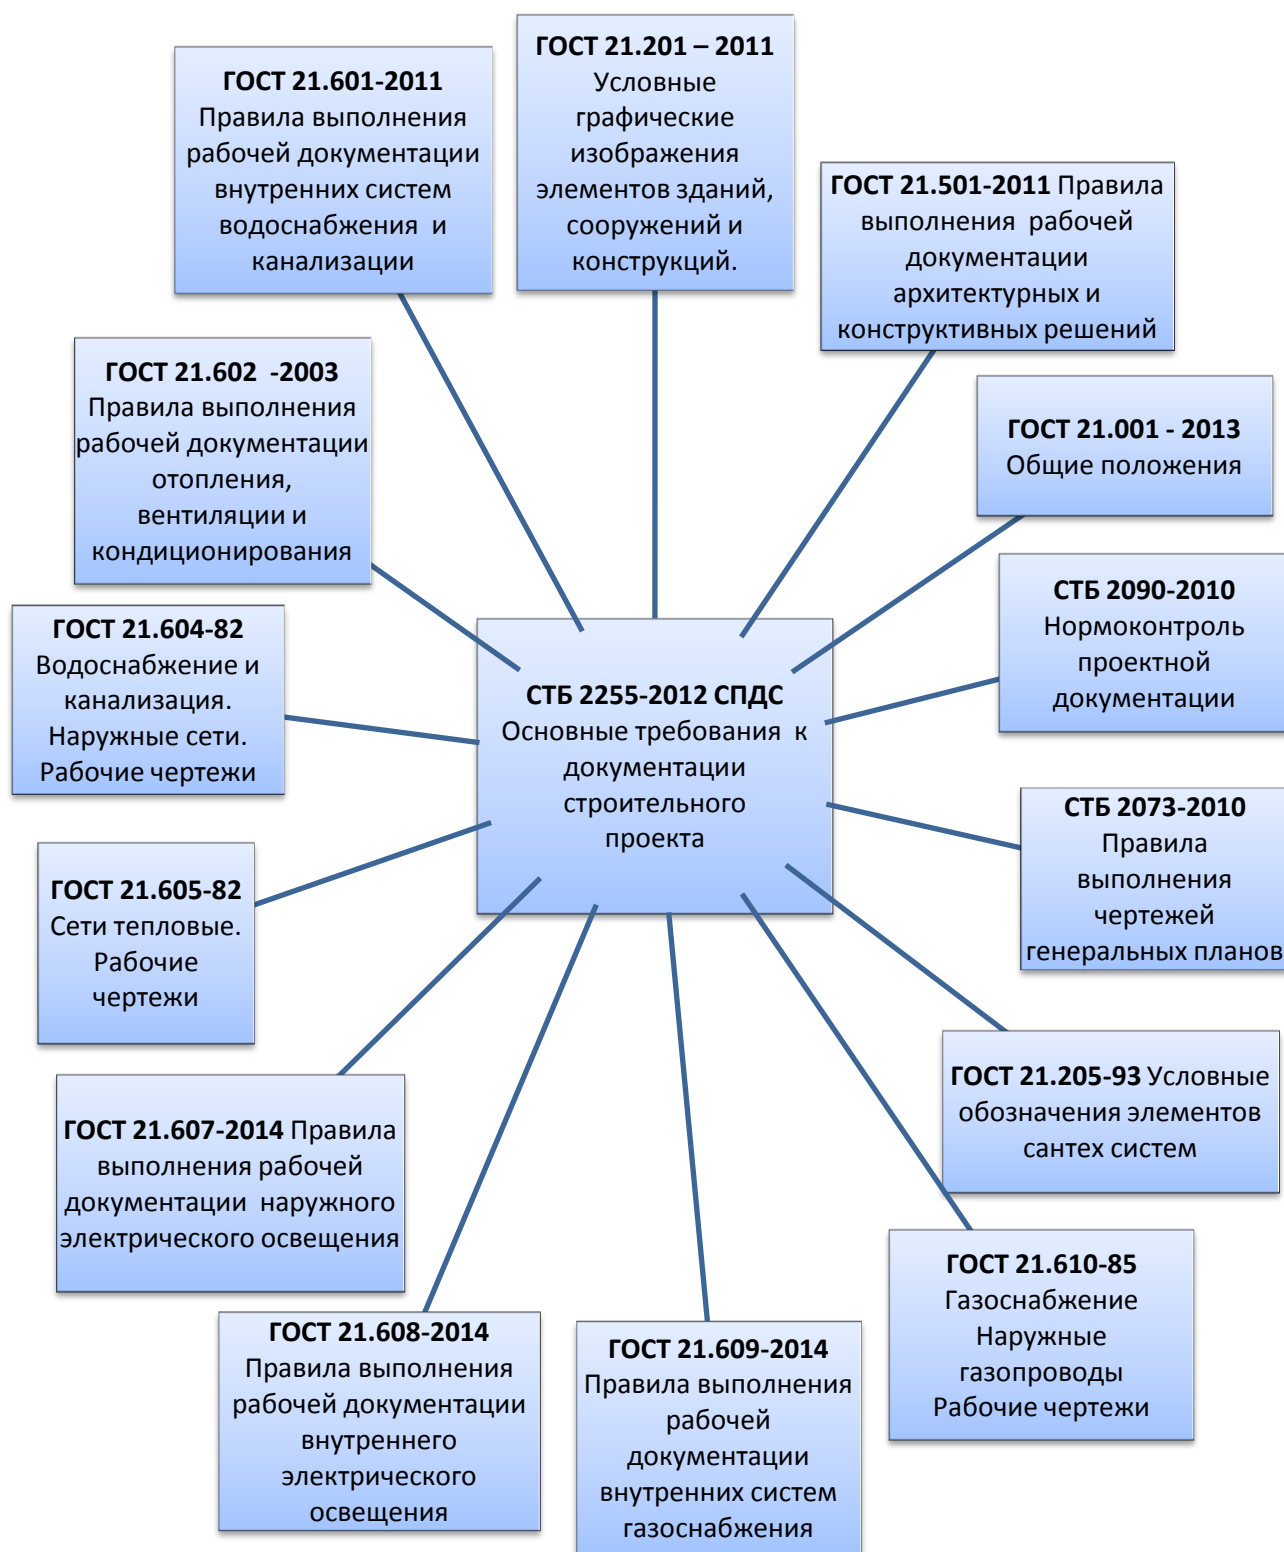 ГОСТ 21.201 – 2011
Условные
графические
изображения
элементов зданий,
сооружений и
конструкций.
ГОСТ 21.601-2011
Правила выполнения
рабочей документации
внутренних систем
водоснабжения и
канализации
ГОСТ 21.501-2011 Правила
выполнения рабочей
документации
архитектурных и
конструктивных решений
ГОСТ 21.602 -2003
Правила выполнения
рабочей документации
отопления,
вентиляции и
кондиционирования
ГОСТ 21.001 - 2013
Общие положения
СТБ 2090-2010
Нормоконтроль
проектной
документации
ГОСТ 21.604-82
Водоснабжение и
канализация.
Наружные сети.
Рабочие чертежи
СТБ 2255-2012 СПДС
Основные требования к
документации
строительного
проекта
СТБ 2073-2010
Правила
выполнения
чертежей
генеральных планов
ГОСТ 21.605-82
Сети тепловые.
Рабочие
чертежи
ГОСТ 21.205-93 Условные
обозначения элементов
сантех систем
ГОСТ 21.607-2014 Правила
выполнения рабочей
документации наружного
электрического освещения
ГОСТ 21.610-85
Газоснабжение
Наружные
газопроводы
Рабочие чертежи
ГОСТ 21.608-2014
Правила выполнения
рабочей документации
внутреннего
электрического
освещения
ГОСТ 21.609-2014
Правила выполнения
рабочей
документации
внутренних систем
газоснабжения